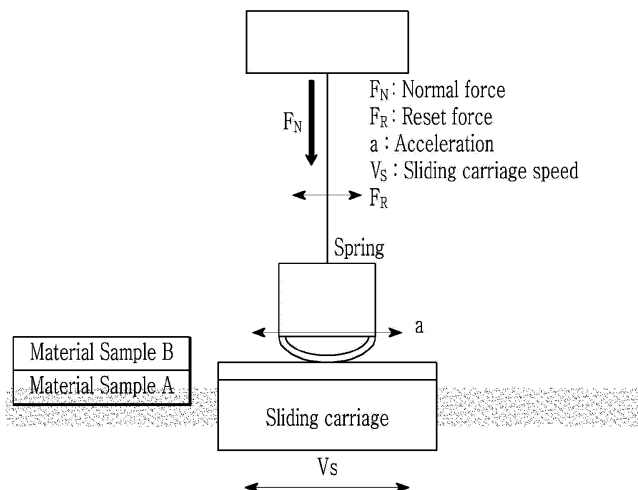 F_N: Normal force
F_R: Reset force
a : Acceleration
V_S: Sliding carriage speed
F_N
F_R
Spring
a
Material Sample B
Material Sample A
Sliding carriage
Vs